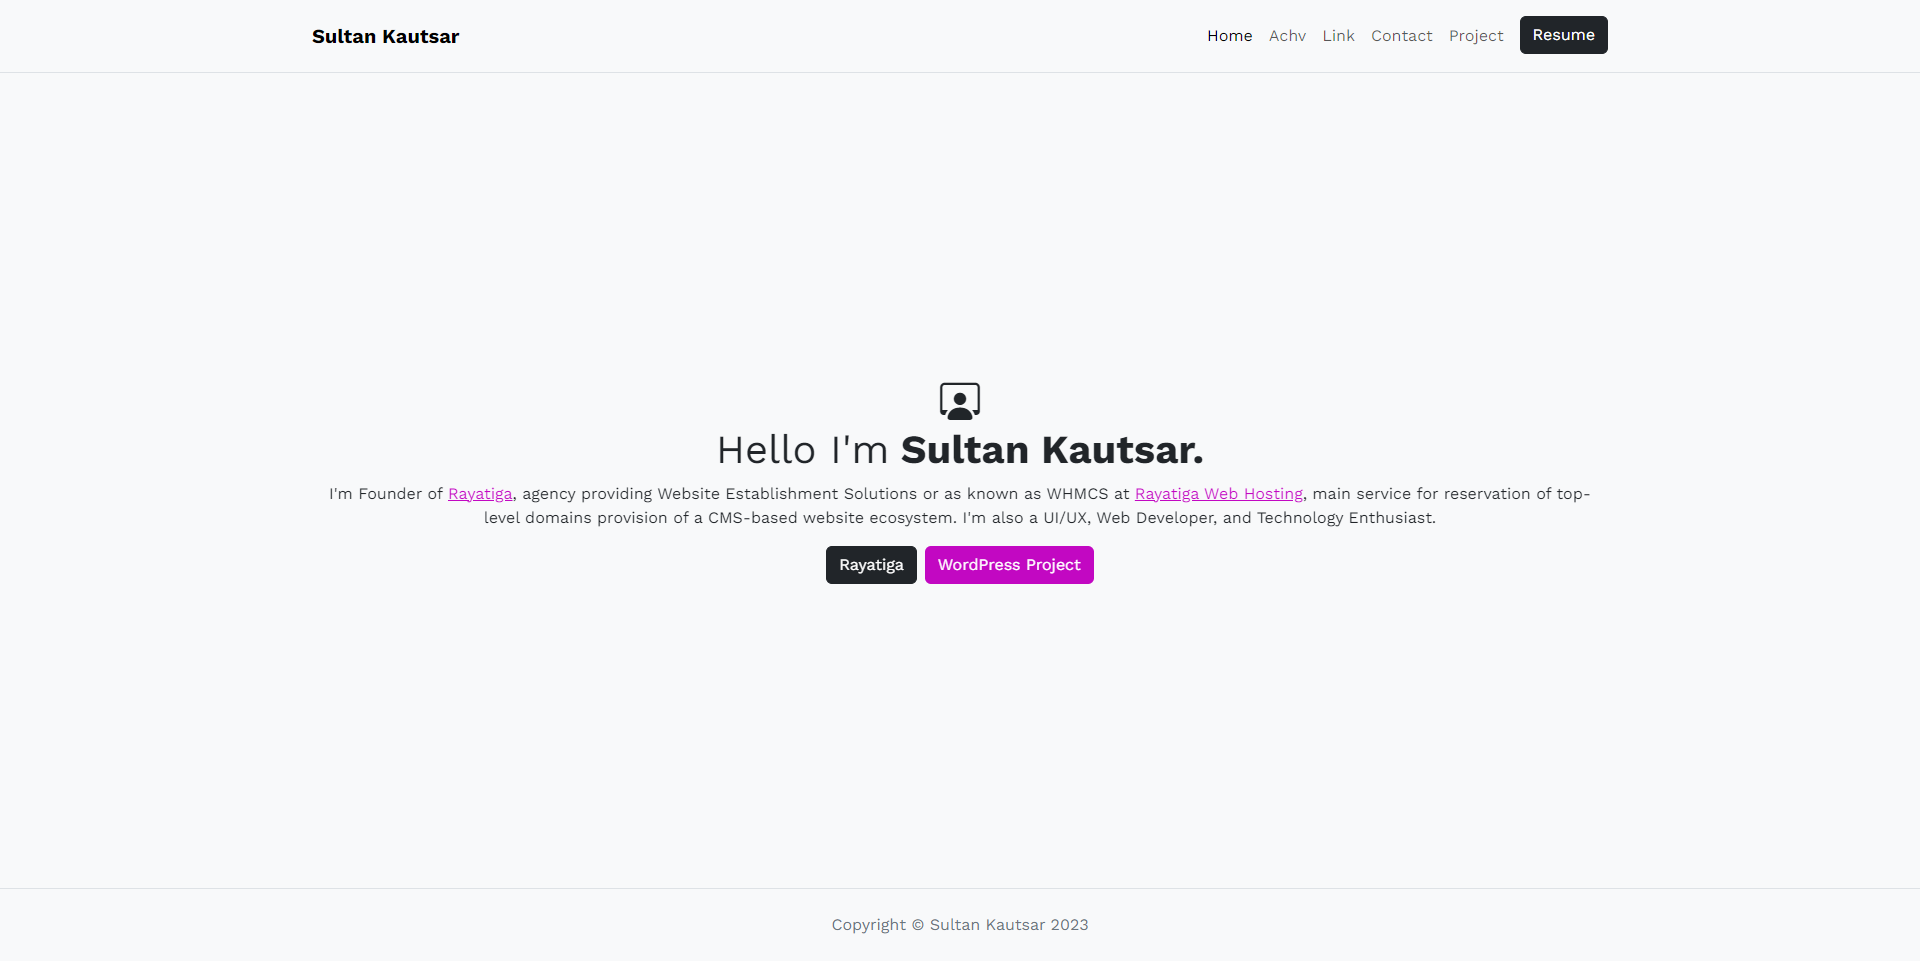 Sultan Kautsar
Home Achv Link Contact Project Resume
Hello I'm Sultan Kautsar.
I'm Founder of Rayatiga, agency providing Website Establishment Solutions or as known as WHMCS at Rayatiga Web Hosting, main service for reservation of top-
level domains provision of a CMS-based website ecosystem. I'm also a UI/UX, Web Developer, and Technology Enthusiast.
Rayatiga WordPress Project
Copyright © Sultan Kautsar 2023